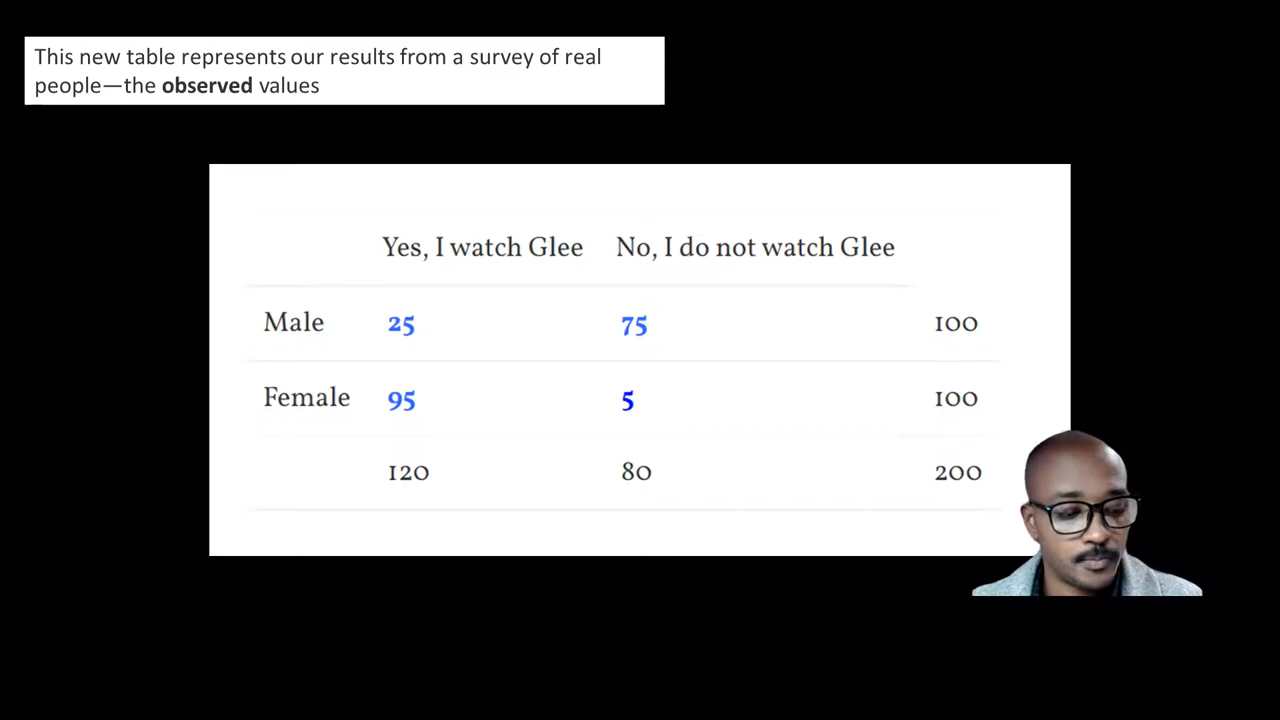 This new table represents our results from a survey of real
people—the observed values
Yes, I watch Glee No, I do not watch Glee
Male 25 75 100
Female 95 5 100
120 80 200